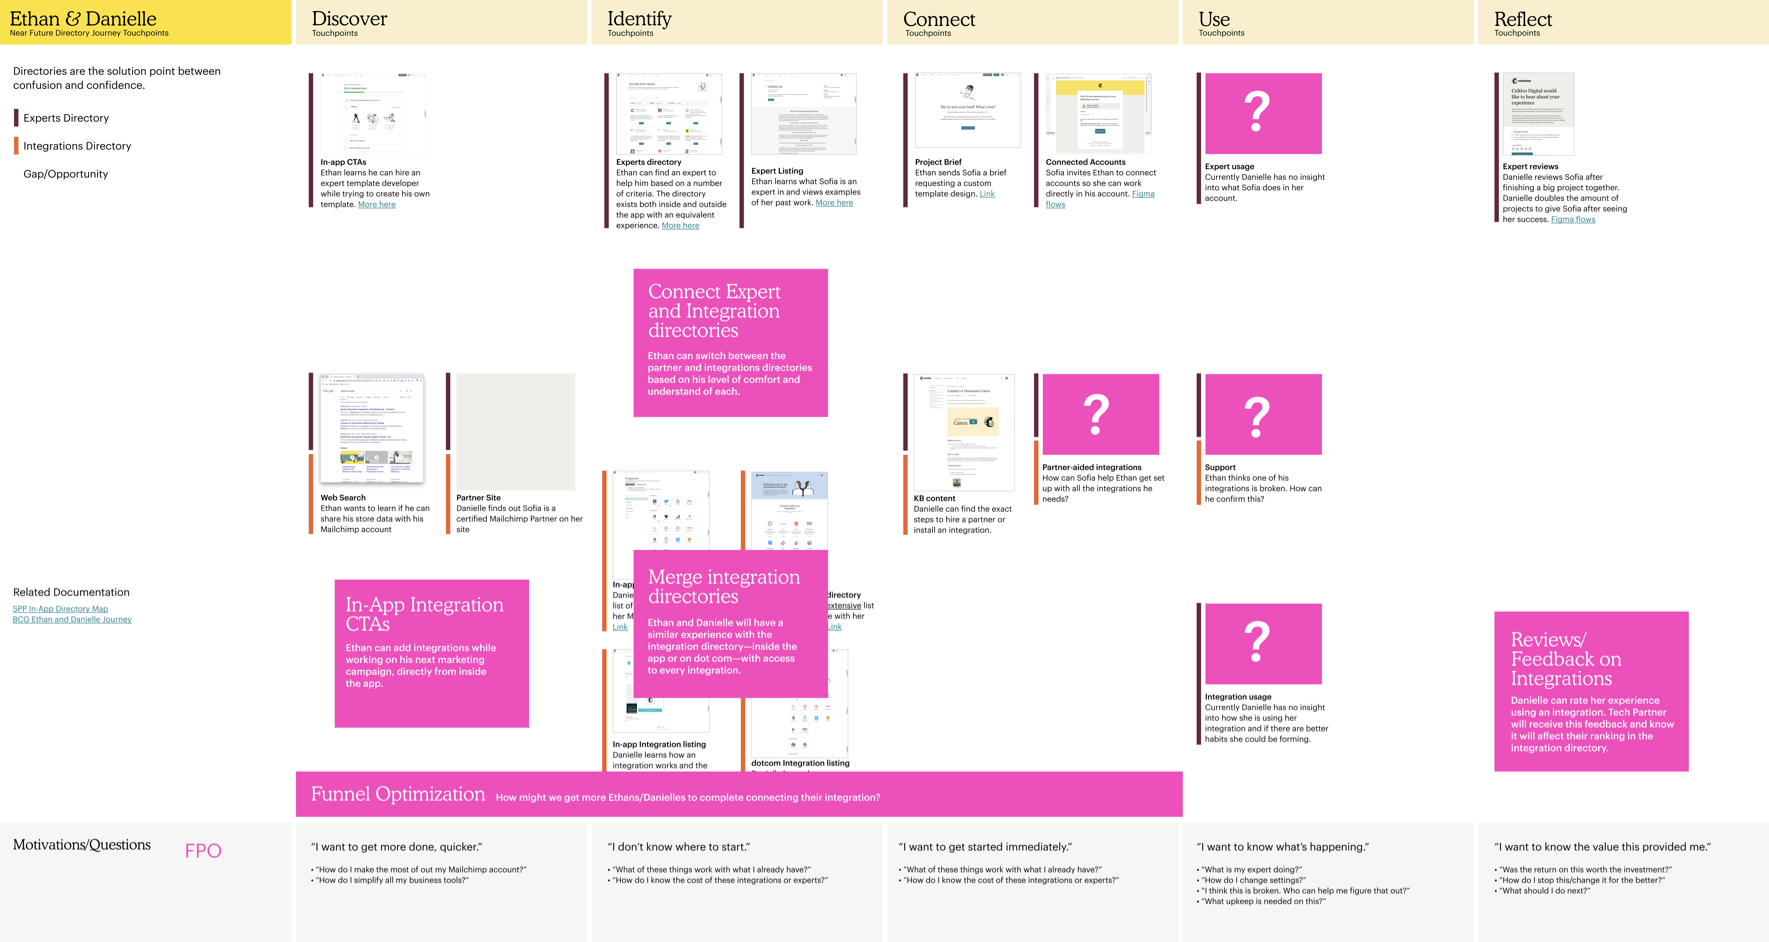 Ethan & Danielle
Near Future Directory Journey Touchpoints
Discover
Touchpoints
Identify
Touchpoints
Connect
Touchpoints
Use
Touchpoints
Reflect
Touchpoints
Directories are the solution point between
confusion and confidence.
Experts Directory
Integrations Directory
Gap/Opportunity
In-app CTAs
Ethan learns he can hire an
expert template developer
while trying to create his own
template. More here
Experts directory
Ethan can find an expert to
help him based on a number
of criteria. The directory
exists both inside and outside
the app with an equivalent
experience. More here
Expert Listing
Ethan learns what Sofia is an
expert in and views examples
of her past work. More here
We've sent your brief! What's next?
Project Brief
Ethan sends Sofia a brief
requesting a custom
template design. Link
Connected Accounts
Sofia invites Ethan to connect
accounts so she can work
directly in his account. Figma
flows
?
Expert usage
Currently Danielle has no insight
into what Sofia does in her
account.
Cultivo Digital would
like to hear about your
experience
Expert reviews
Danielle reviews Sofia after
finishing a big project together.
Danielle doubles the amount of
projects to give Sofia after seeing
her success. Figma flows
Connect Expert
and Integration
directories
Ethan can switch between the
partner and integrations directories
based on his level of comfort and
understand of each.
Web Search
Ethan wants to learn if he can
share his store data with his
Mailchimp account
Partner Site
Danielle finds out Sofia is a
certified Mailchimp Partner on her
site
Canva
KB content
Danielle can find the exact
steps to hire a partner or
install an integration.
?
Partner-aided integrations
How can Sofia help Ethan get set
up with all the integrations he
needs?
?
Support
Ethan thinks one of his
integrations is broken. How can
he confirm this?
In-app
Danie
list of
her M
Link
directory
extensive list
e with her
Link
Merge integration
directories
Ethan and Danielle will have a
similar experience with the
integration directory—inside the
app or on dot com—with access
to every integration.
In-app Integration listing
Danielle learns how an
integration works and the
dotcom Integration listing
Related Documentation
SPP In-App Directory Map
BCG Ethan and Danielle Journey
In-App Integration
CTAs
Ethan can add integrations while
working on his next marketing
campaign, directly from inside
the app.
?
Integration usage
Currently Danielle has no insight
into how she is using her
integration and if there are better
habits she could be forming.
Reviews/
Feedback on
Integrations
Danielle can rate her experience
using an integration. Tech Partner
will receive this feedback and know
it will affect their ranking in the
integration directory.
Funnel Optimization How might we get more Ethans/Danielles to complete connecting their integration?
Motivations/Questions
FPO
“I want to get more done, quicker.”
• “How do I make the most of out my Mailchimp account?”
• “How do I simplify all my business tools?”
“I don’t know where to start.”
• “What of these things work with what I already have?”
• “How do I know the cost of these integrations or experts?”
“I want to get started immediately.”
• “What of these things work with what I already have?”
• “How do I know the cost of these integrations or experts?”
“I want to know what’s happening.”
• “What is my expert doing?”
• “How do I change settings?”
• “I think this is broken. Who can help me figure that out?”
• “What upkeep is needed on this?”
“I want to know the value this provided me.”
• “Was the return on this worth the investment?”
• “How do I stop this/change it for the better?”
• “What should I do next?”